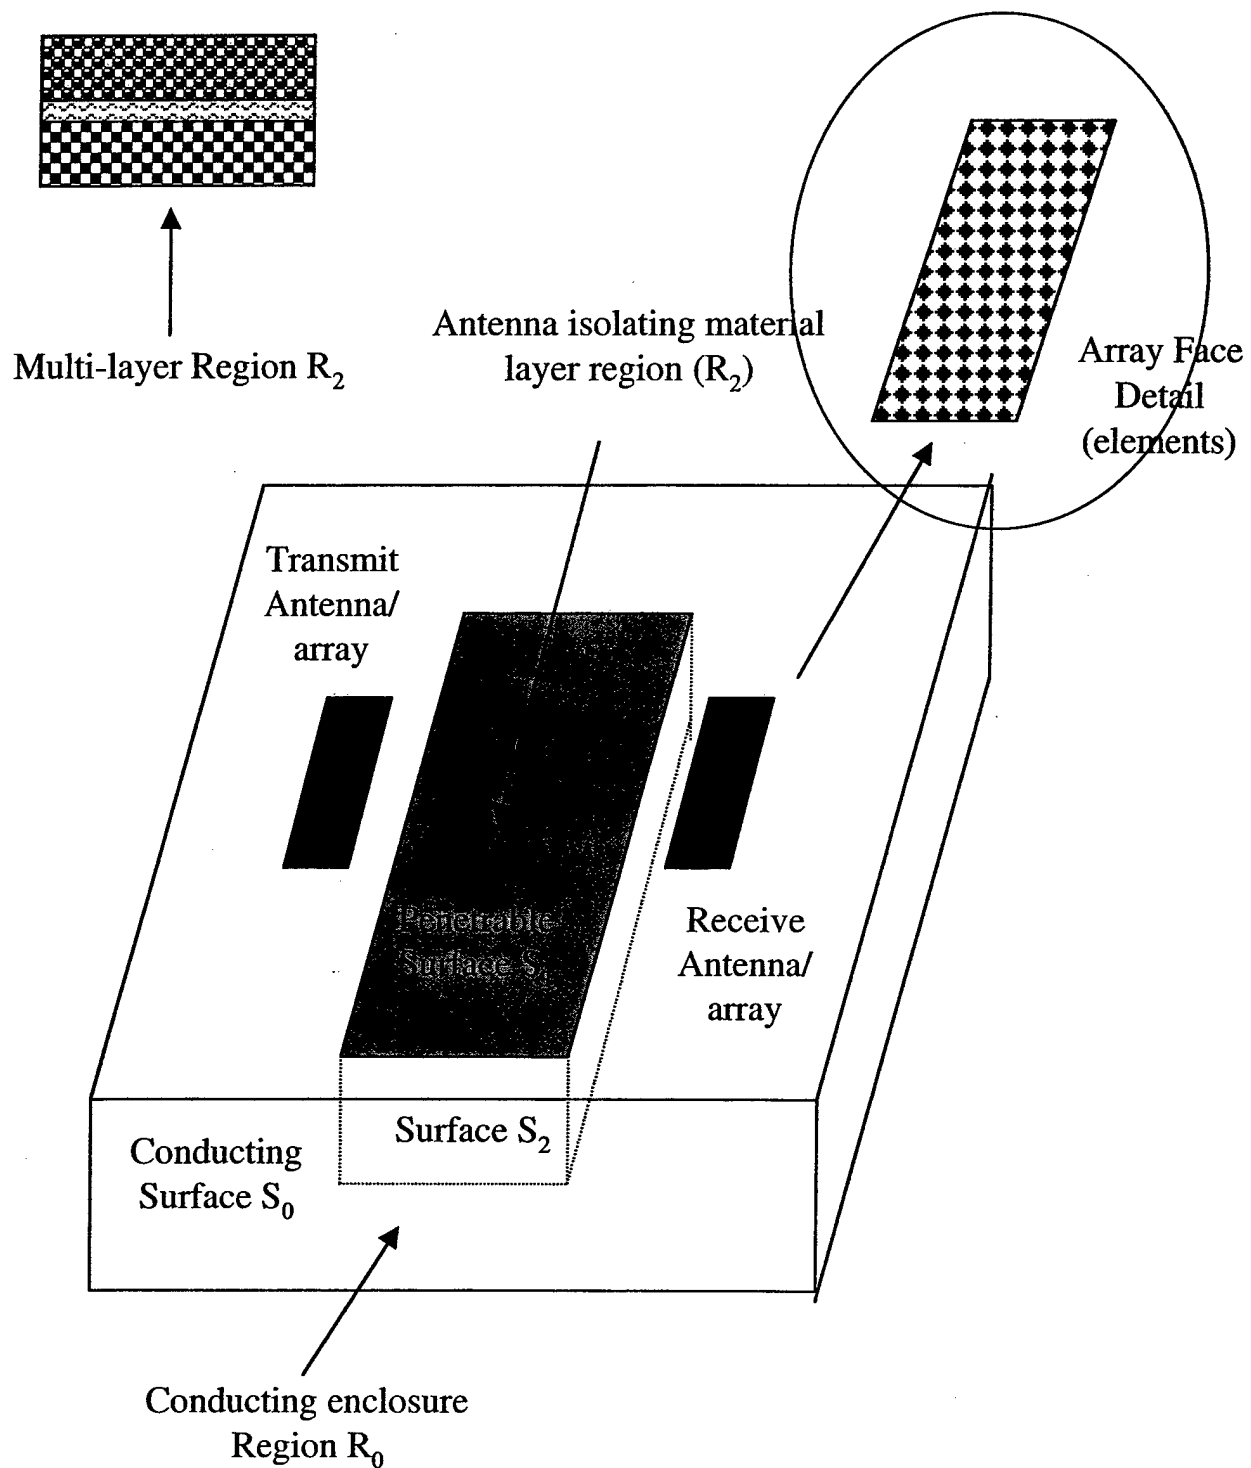 Multi-layer Region R₂
Antenna isolating material
layer region (R₂)
Array Face
Detail
(elements)
Transmit
Antenna/
array
Penetrable
Surface S
Receive
Antenna/
array
Surface S₂
Conducting
Surface S₀
Conducting enclosure
Region R₀